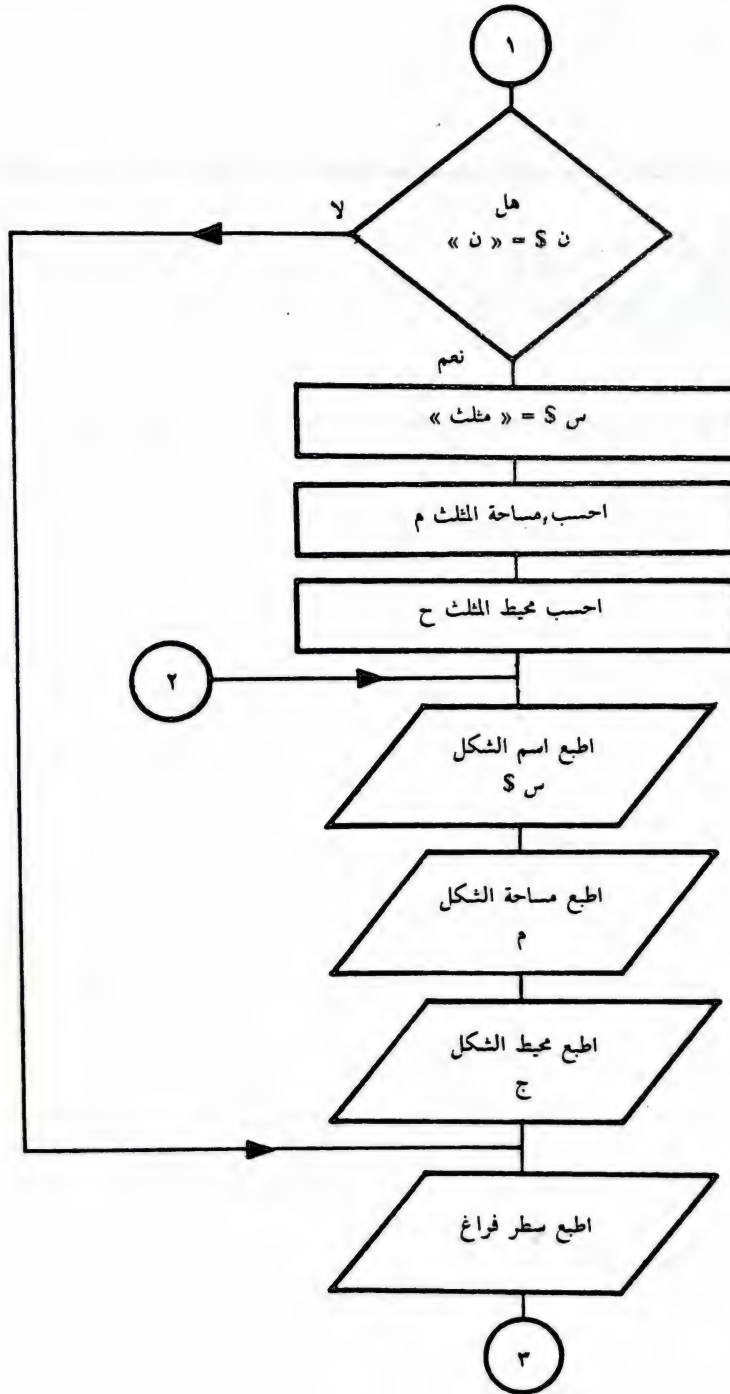 ١
هل
ن $ = « ن »
لا
نعم
س $ = « مثلث »
احسب مساحة المثلث م
احسب محيط المثلث ح
٢
اطبع اسم الشكل
س $
اطبع مساحة الشكل
م
اطبع محيط الشكل
ج
اطبع سطر فراغ
٣